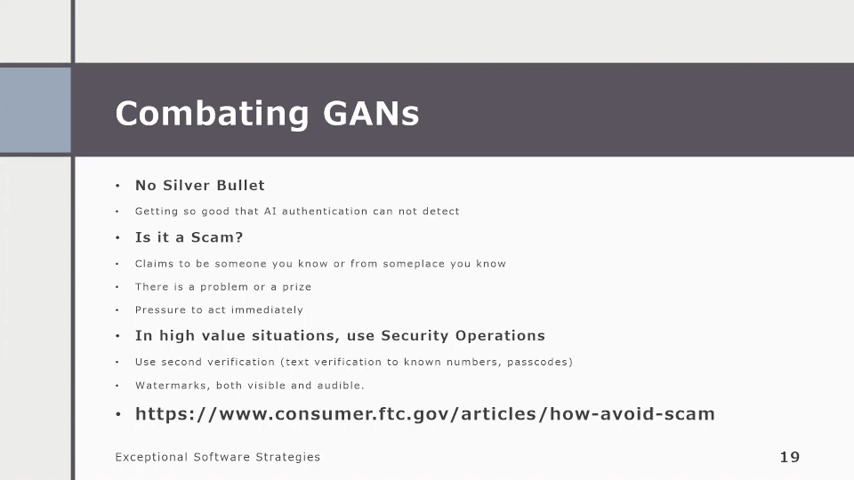 Combating GANs
• No Silver Bullet
• Getting so good that AI authentication can not detect
• Is it a Scam?
• Claims to be someone you know or from someplace you know
• There is a problem or a prize
• Pressure to act immediately
• In high value situations, use Security Operations
• Use second verification (text verification to known numbers, passcodes)
• Watermarks, both visible and audible.
• https://www.consumer.ftc.gov/articles/how-avoid-scam
Exceptional Software Strategies
19